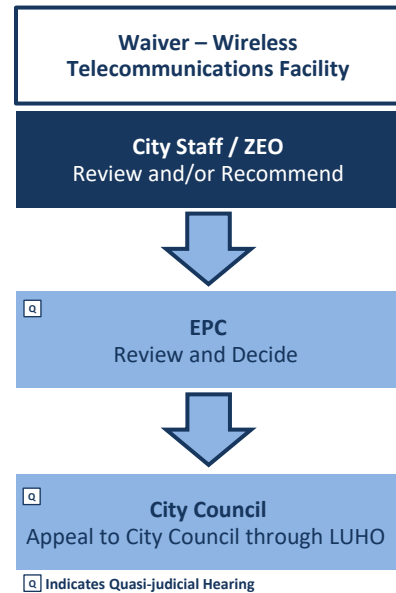 Waiver – Wireless
Telecommunications Facility
City Staff / ZEO
Review and/or Recommend
Q
EPC
Review and Decide
Q
City Council
Appeal to City Council through LUHO
Q Indicates Quasi-judicial Hearing